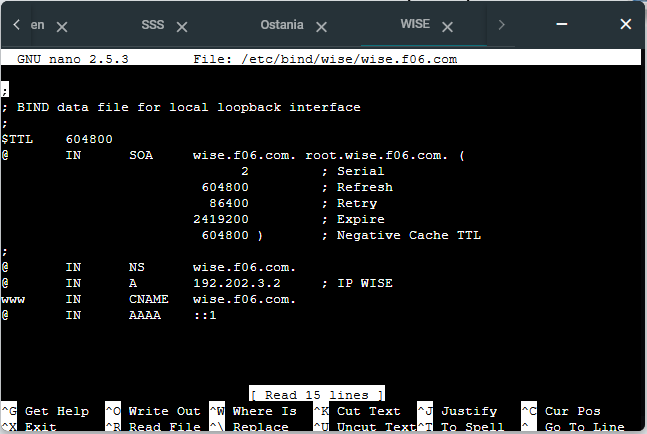 en SSS Ostania WISE
GNU nano 2.5.3 File: /etc/bind/wise/wise.f06.com
;
; BIND data file for local loopback interface
;
$TTL 604800
@ IN SOA wise.f06.com. root.wise.f06.com. (
2 ; Serial
604800 ; Refresh
86400 ; Retry
2419200 ; Expire
604800 ) ; Negative Cache TTL
;
@ IN NS wise.f06.com.
@ IN A 192.202.3.2 ; IP WISE
www IN CNAME wise.f06.com.
@ IN AAAA ::1
[ Read 15 lines ]
^G Get Help ^O Write Out ^W Where Is ^K Cut Text ^J Justify ^C Cur Pos
^X Exit ^R Read File ^\ Replace ^U Uncut Text ^T To Spell ^_ Go To Line